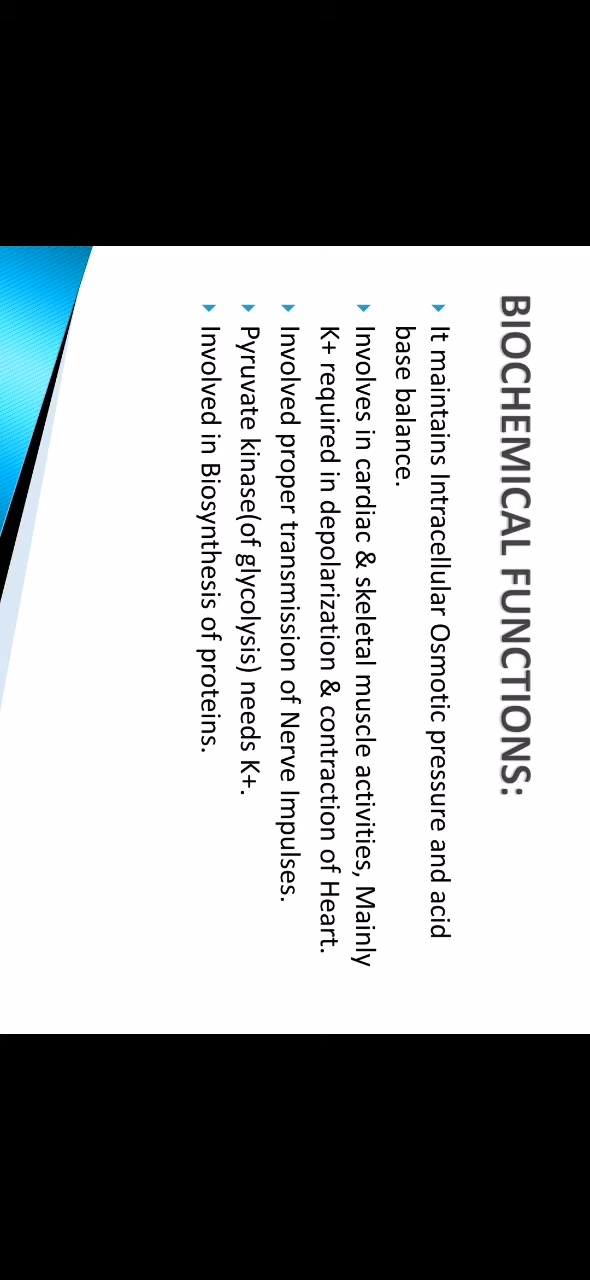 BIOCHEMICAL FUNCTIONS:
It maintains Intracellular Osmotic pressure and acid
base balance.
Involves in cardiac & skeletal muscle activities, Mainly
K+ required in depolarization & contraction of Heart.
Involved proper transmission of Nerve Impulses.
Pyruvate kinase(of glycolysis) needs K+.
Involved in Biosynthesis of proteins.